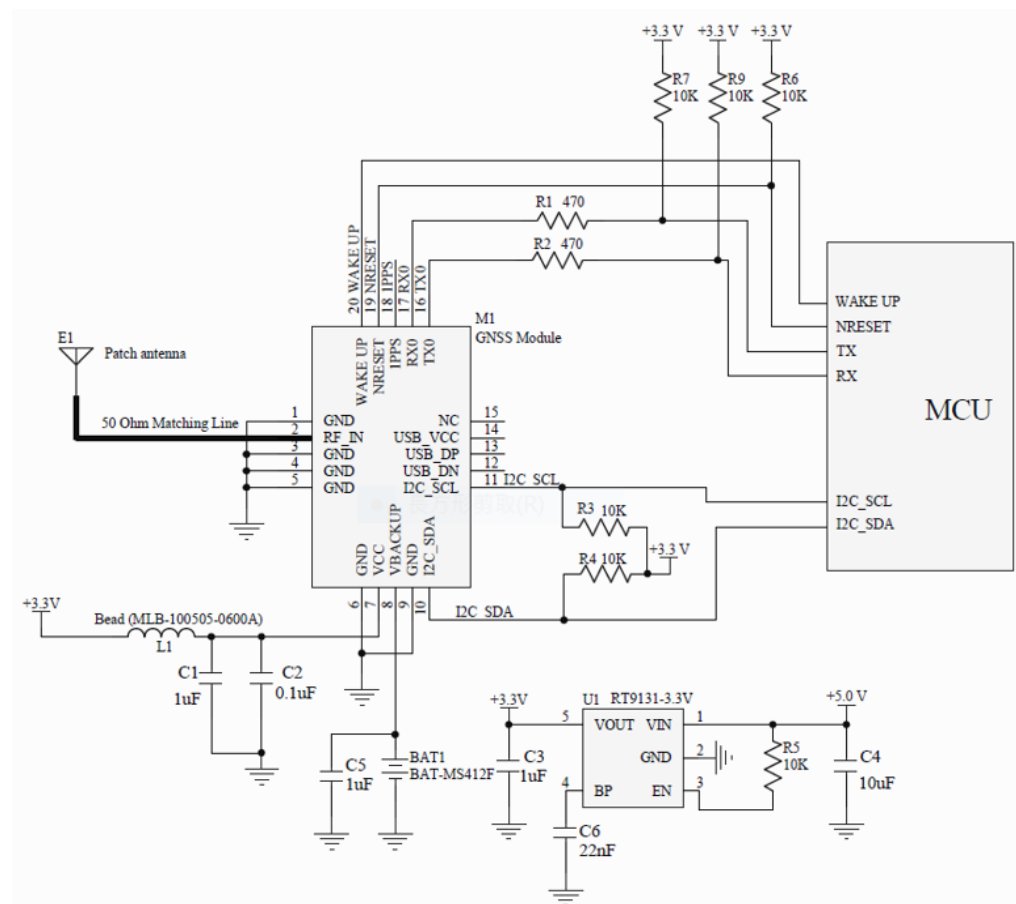 +3.3 V
+3.3 V
+3.3 V
R7
10K
R9
10K
R6
10K
R1 470
R2 470
20 WAKE UP
19 NRESET
18 IPPS
17 RX0
16 TX0
M1
GNSS Module
E1
Patch antenna
50 Ohm Matching Line
WAKE UP
NRESET
IPPS
RX0
TX0
1 GND
2 RF_IN
3 GND
4 GND
5 GND
NC 15
USB_VCC 14
USB_DP 13
USB_DN 12
I2C_SCL 11 I2C_SCL
GND
VCC
VBACKUP
GND
I2C_SDA
6
7
8
9
10
I2C SDA
R3 10K
R4 10K
+3.3 V
WAKE UP
NRESET
TX
RX
MCU
I2C_SCL
I2C_SDA
+3.3V
Bead (MLB-100505-0600A)
L1
C1
1uF
C2
0.1uF
C5
1uF
BAT1
BAT-MS412F
+3.3V
U1 RT9131-3.3V
+5.0 V
5 VOUT VIN 1
GND 2
4 BP EN 3
C3
1uF
R5
10K
C4
10uF
C6
22nF